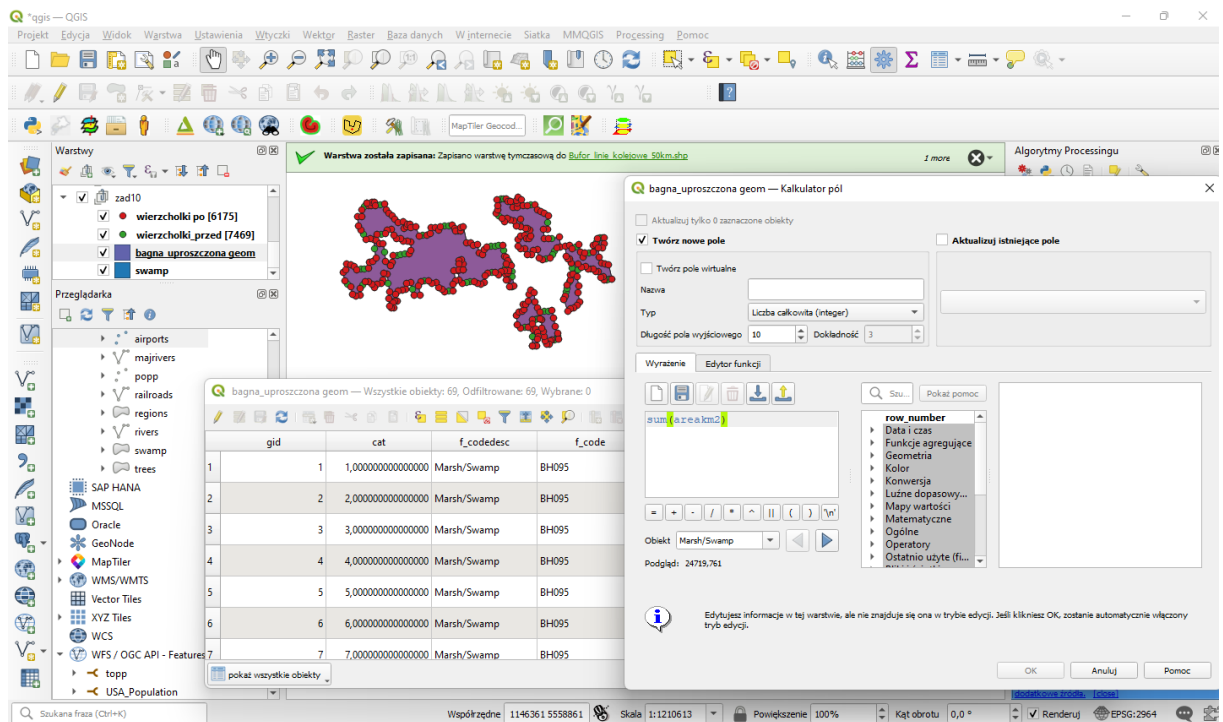 *qgis — QGIS
Projekt Edycja Widok Warstwa Ustawienia Wtyczki Wektor Raster Baza danych W internecie Siatka MMQGIS Processing Pomoc
MapTiler Geocod...
Warstwy
Warstwa została zapisana: Zapisano warstwę tymczasową do Bufor_linie_kolejowe_50km.shp
1 more
Algorytmy Processingu
zad10
wierzcholki po [6175]
wierzcholki_przed [7469]
bagna_uproszczona geom
swamp
Przeglądarka
airports
majrivers
popp
railroads
regions
rivers
swamp
trees
SAP HANA
MSSQL
Oracle
GeoNode
MapTiler
WMS/WMTS
Vector Tiles
XYZ Tiles
WCS
WFS / OGC API - Features
topp
USA_Population
bagna_uproszczona geom — Wszystkie obiekty: 69, Odfiltrowane: 69, Wybrane: 0
gid cat f_codedesc f_code
1 1 1,000000000000000 Marsh/Swamp BH095
2 2 2,000000000000000 Marsh/Swamp BH095
3 3 3,000000000000000 Marsh/Swamp BH095
4 4 4,000000000000000 Marsh/Swamp BH095
5 5 5,000000000000000 Marsh/Swamp BH095
6 6 6,000000000000000 Marsh/Swamp BH095
7 7 7,000000000000000 Marsh/Swamp BH095
pokaż wszystkie obiekty
bagna_uproszczona geom — Kalkulator pól
Aktualizuj tylko 0 zaznaczone obiekty
Twórz nowe pole
Aktualizuj istniejące pole
Twórz pole wirtualne
Nazwa
Typ Liczba całkowita (integer)
Długość pola wyjściowego 10 Dokładność 3
Wyrażenie Edytor funkcji
Szu... Pokaż pomoc
sum(areakm2)
row_number
Data i czas
Funkcje agregujące
Geometria
Kolor
Konwersja
Luźne dopasowy...
Mapy wartości
Matematyczne
Ogólne
Operatory
Ostatnio użyte (fi...
= + - / * ^ || ( ) '\n'
Obiekt Marsh/Swamp
Podgląd: 24719,761
Edytujesz informacje w tej warstwie, ale nie znajduje się ona w trybie edycji. Jeśli klikniesz OK, zostanie automatycznie włączony
tryb edycji.
OK Anuluj Pomoc
dodatkowe źródła. [close]
Szukana fraza (Ctrl+K) Współrzędne 1146361 5558861 Skala 1:1210613 Powiększenie 100% Kąt obrotu 0,0 ° Renderuj EPSG:2964